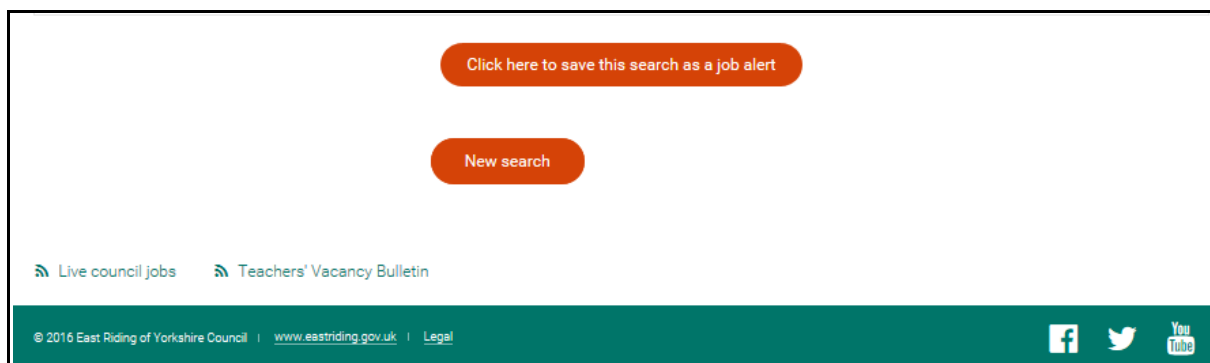 Click here to save this search as a job alert
New search
Live council jobs Teachers' Vacancy Bulletin
© 2016 East Riding of Yorkshire Council | www.eastriding.gov.uk | Legal
You
Tube